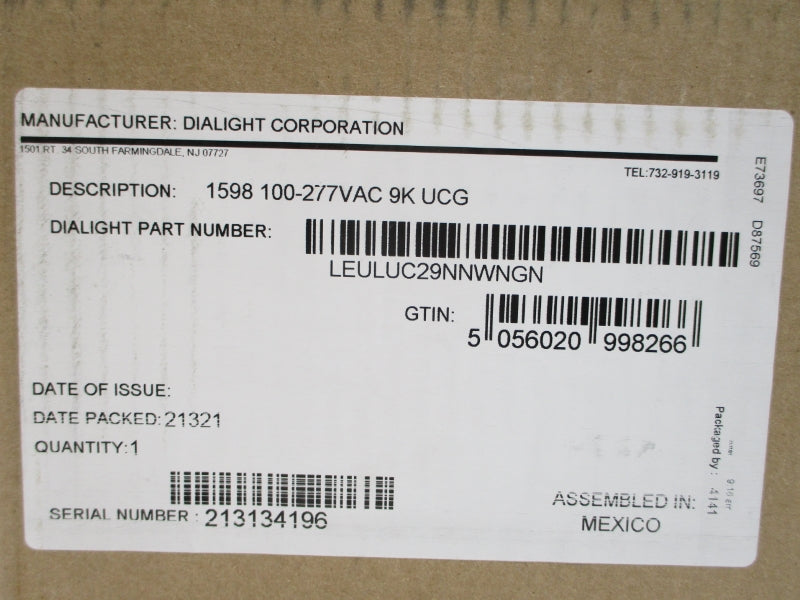 MANUFACTURER: DIALIGHT CORPORATION
1501 RT 34 SOUTH FARMINGDALE, NJ 07727
TEL:732-919-3119
DESCRIPTION: 1598 100-277VAC 9K UCG
DIALIGHT PART NUMBER:
LEULUC29NNWNGN
GTIN:
5 056020 998266
DATE OF ISSUE:
DATE PACKED:21321
QUANTITY:1
SERIAL NUMBER : 213134196
ASSEMBLED IN:
MEXICO
E73697 D87569
Packaged by: 4141